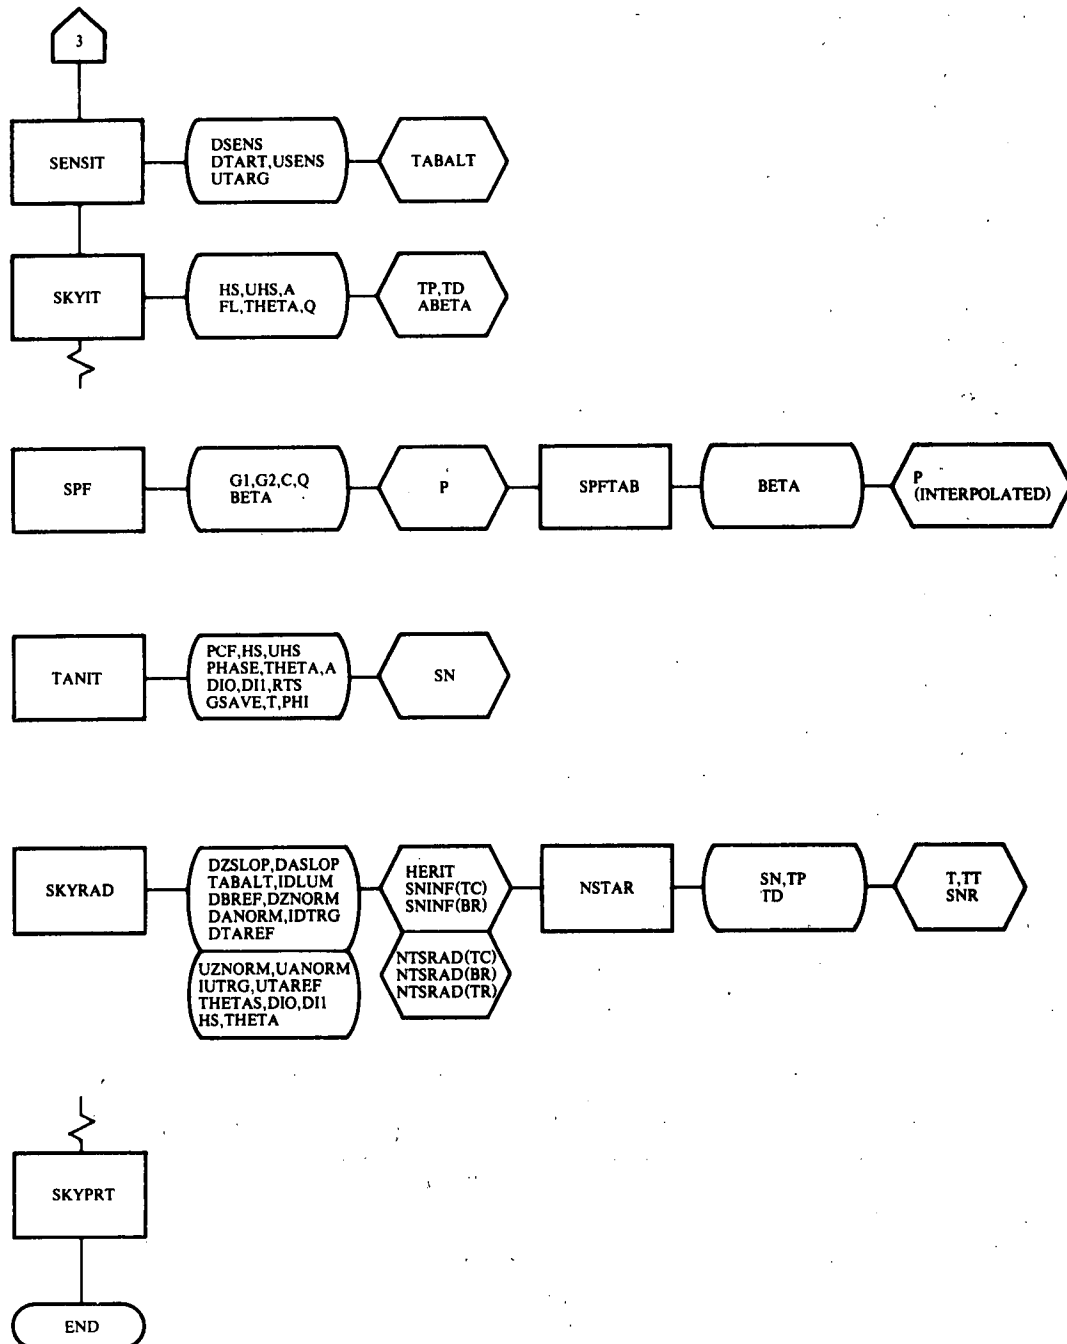 3
SENSIT
DSENS
DTART,USENS
UTARG
TABALT
SKYIT
HS,UHS,A
FL,THETA,Q
TP,TD
ABETA
SPF
G1,G2,C,Q
BETA
P
SPFTAB
BETA
P
(INTERPOLATED)
TANIT
PCF,HS,UHS
PHASE,THETA,A
DIO,DI1,RTS
GSAVE,T,PHI
SN
SKYRAD
DZSLOP,DASLOP
TABALT,IDLUM
DBREF,DZNORM
DANORM,IDTRG
DTAREF
UZNORM,UANORM
IUTRG,UTAREF
THETAS,DIO,DI1
HS,THETA
HERIT
SNINF(TC)
SNINF(BR)
NTSRAD(TC)
NTSRAD(BR)
NTSRAD(TR)
NSTAR
SN,TP
TD
T,TT
SNR
SKYPRT
END